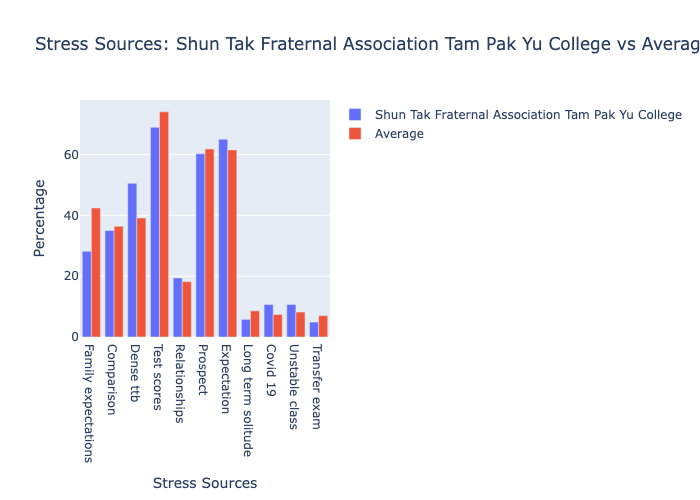 Stress Sources: Shun Tak Fraternal Association Tam Pak Yu College vs Averag
Shun Tak Fraternal Association Tam Pak Yu College
Average
Percentage
60
40
20
0
Family expectations
Comparison
Dense ttb
Test scores
Relationships
Prospect
Expectation
Long term solitude
Covid 19
Unstable class
Transfer exam
Stress Sources